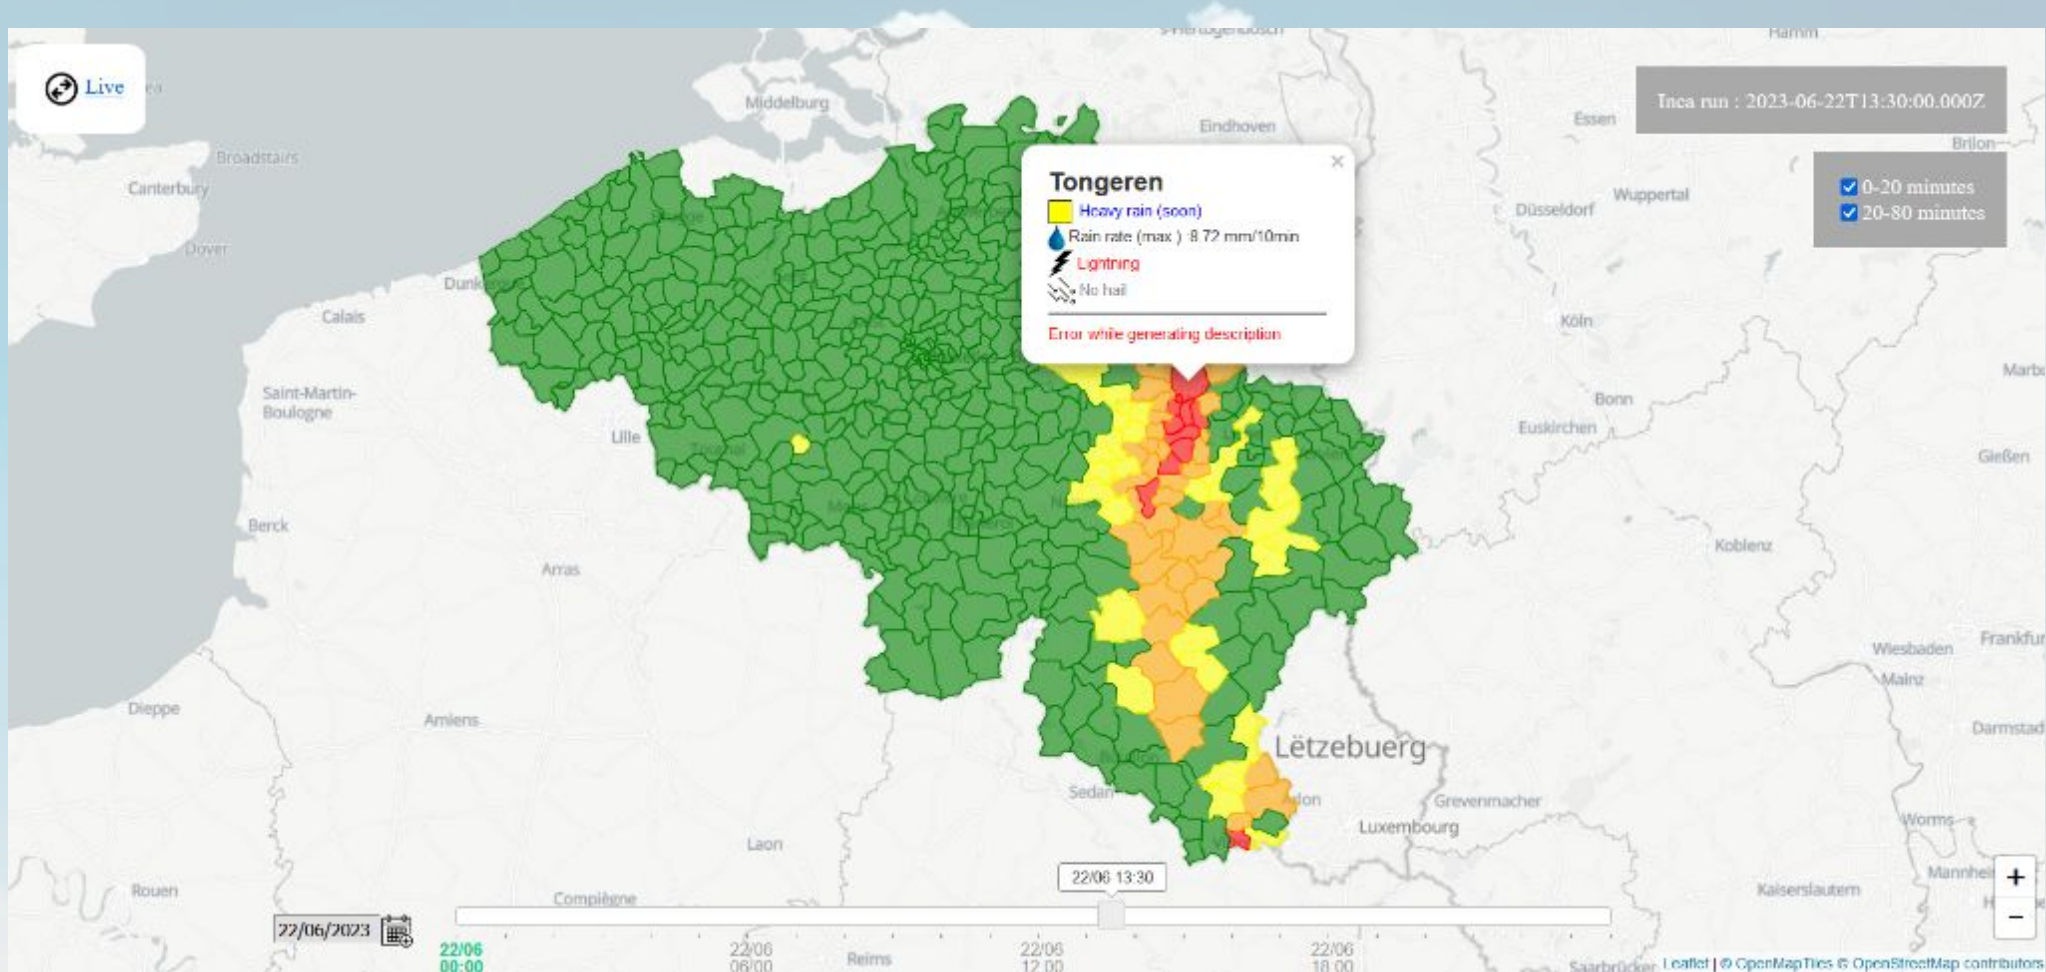 Live
Inca run : 2023-06-22T13:30:00.000Z
0-20 minutes
20-80 minutes
Tongeren
Heavy rain (soon)
Rain rate (max ) :8.72 mm/10min
Lightning
No hail
Error while generating description
's-Hertogenbosch
Hamm
Middelburg
Eindhoven
Essen
Brilon
Broadstairs
Canterbury
Wuppertal
Düsseldorf
Dover
Calais
Köln
Saint-Martin-
Boulogne
Bonn
Lille
Euskirchen
Tournai
Gießen
Berck
Koblenz
Arras
Wiesbaden
Frankfur
Mainz
Dieppe
Amiens
Darmstad
Lëtzebuerg
Sedan
Grevenmacher
Luxembourg
Worms
Laon
Mannhei
Rouen
Kaiserslautern
Compiègne
Reims
Saarbrücken
22/06 13:30
22/06/2023
22/06
00:00
22/06
06:00
22/06
12:00
22/06
18:00
+
−
Leaflet | © OpenMapTiles © OpenStreetMap contributors